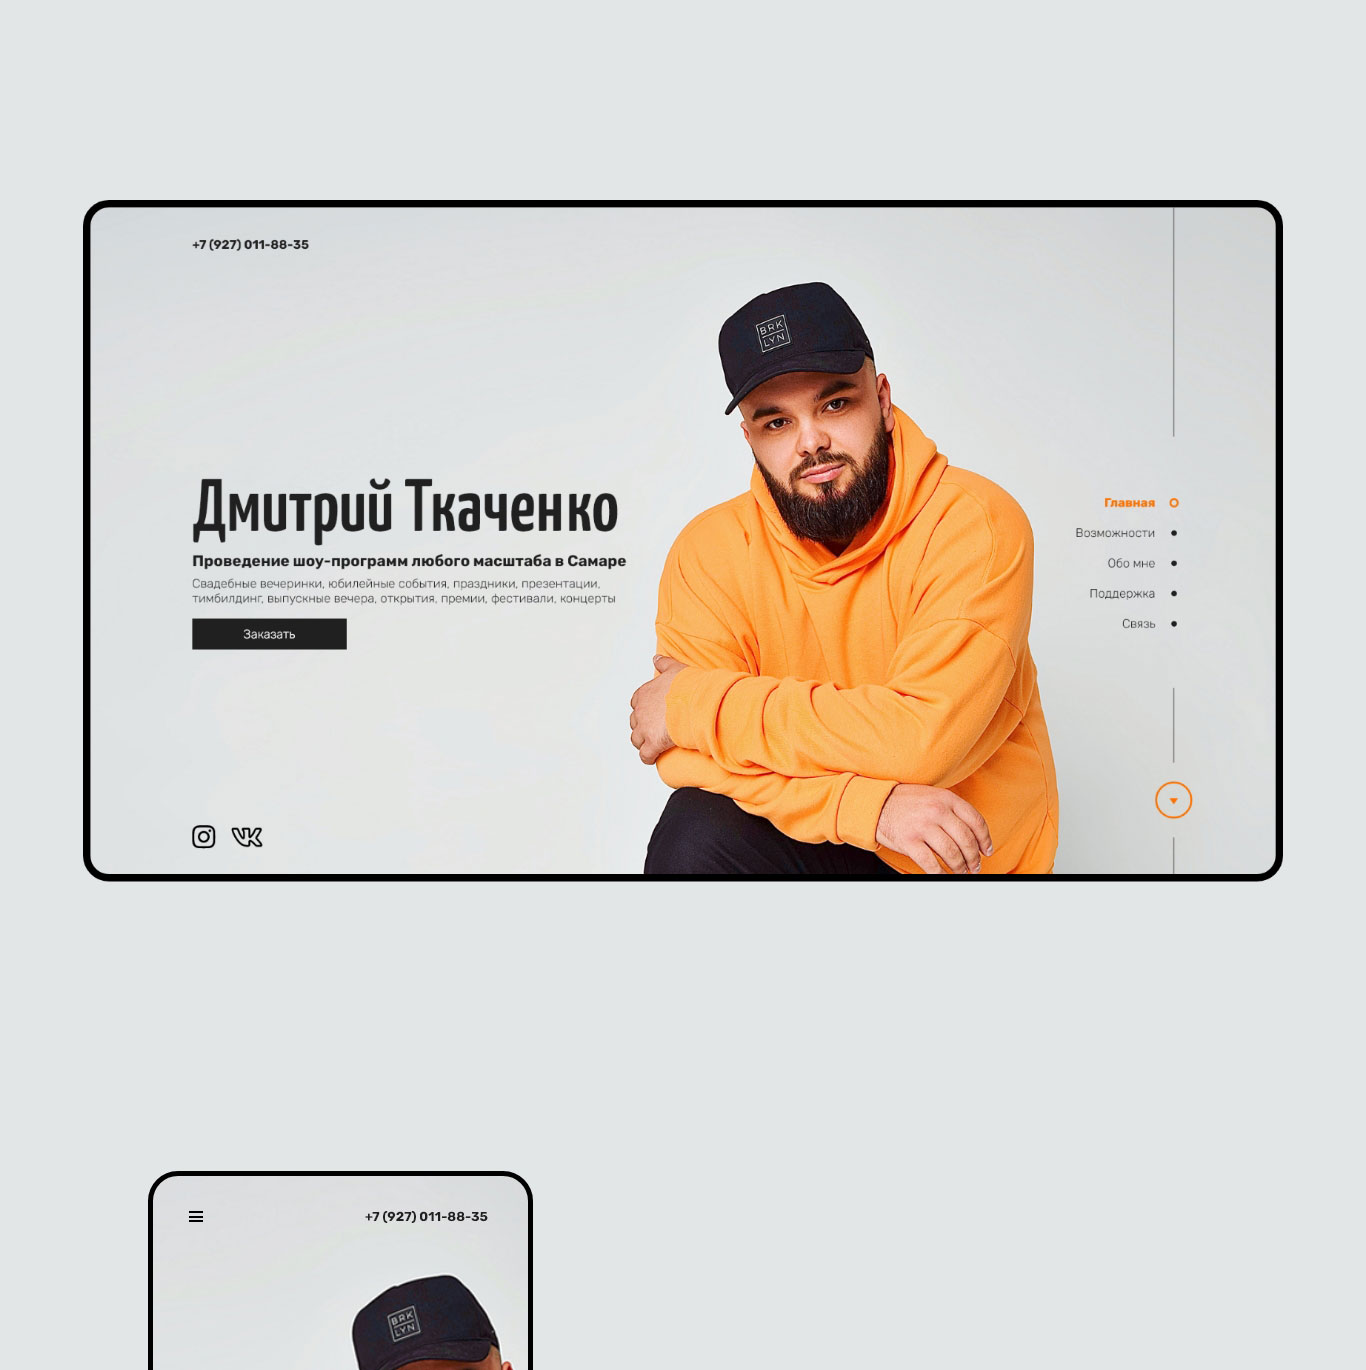 +7 (927) 011-88-35
BRK
LYN
Дмитрий Ткаченко
Проведение шоу-программ любого масштаба в Самаре
Свадебные вечеринки, юбилейные события, праздники, презентации,
тимбилдинг, выпускные вечера, открытия, премии, фестивали, концерты
Заказать
Главная
Возможности
Обо мне
Поддержка
Связь
+7 (927) 011-88-35
BRK
LYN